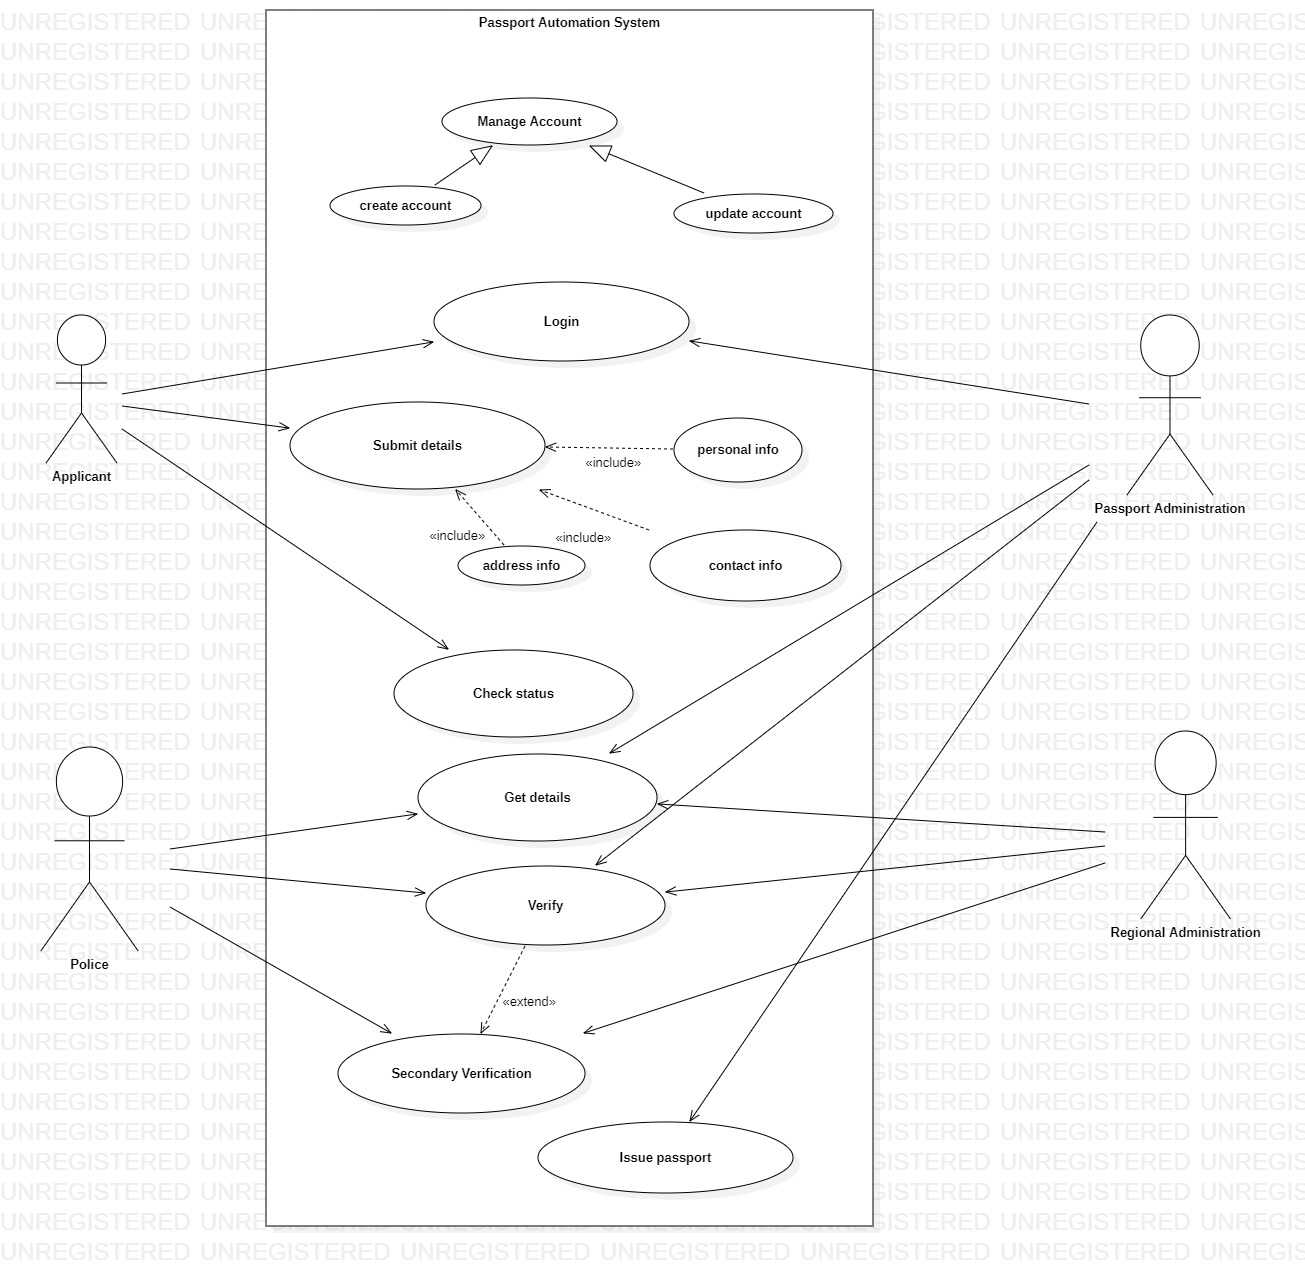 Passport Automation System
Manage Account
create account
update account
Login
Submit details
personal info
«include»
Applicant
Passport Administration
«include»
«include»
address info
contact info
Check status
Get details
Verify
Regional Administration
Police
«extend»
Secondary Verification
Issue passport
UNREGISTERED UNREGISTERED UNREGISTERED UNREGISTERED UNREGISTERED UNREGISTERED UNREGIS